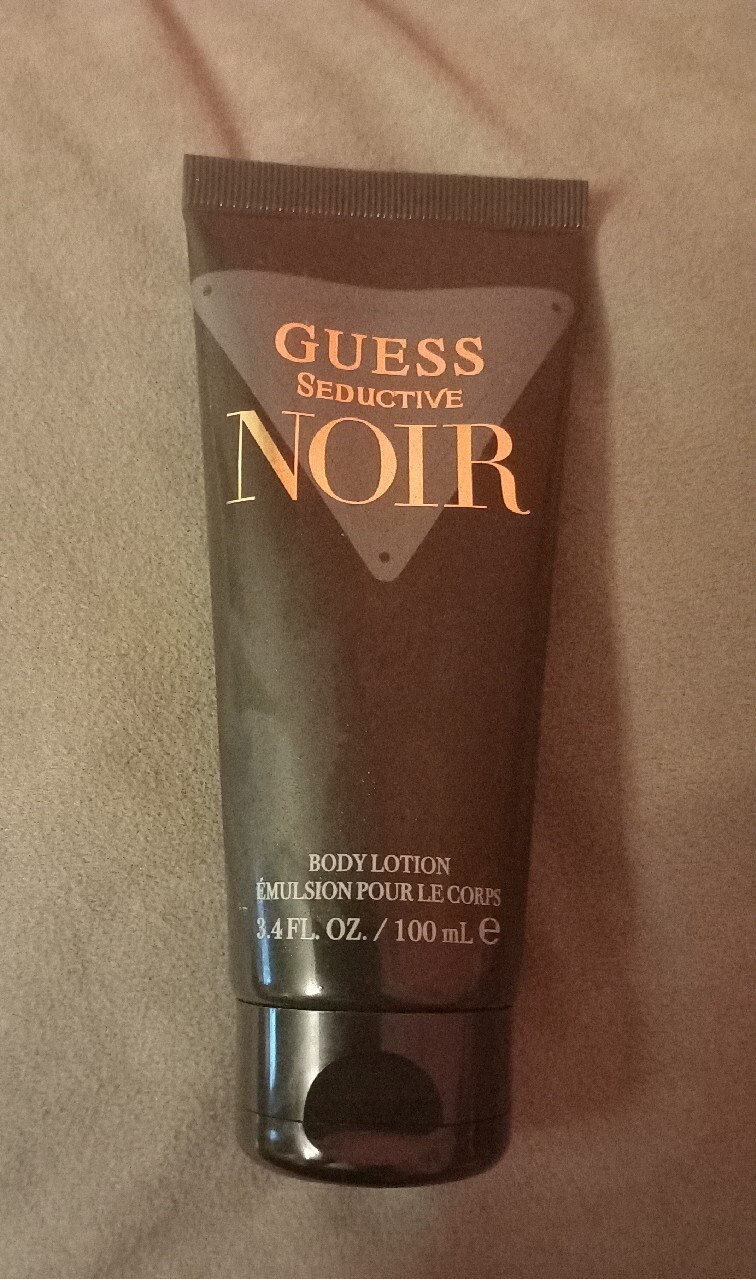 GUESS
SEDUCTIVE
NOIR
BODY LOTION
ÉMULSION POUR LE CORPS
3.4 FL. OZ. / 100 mL ℮